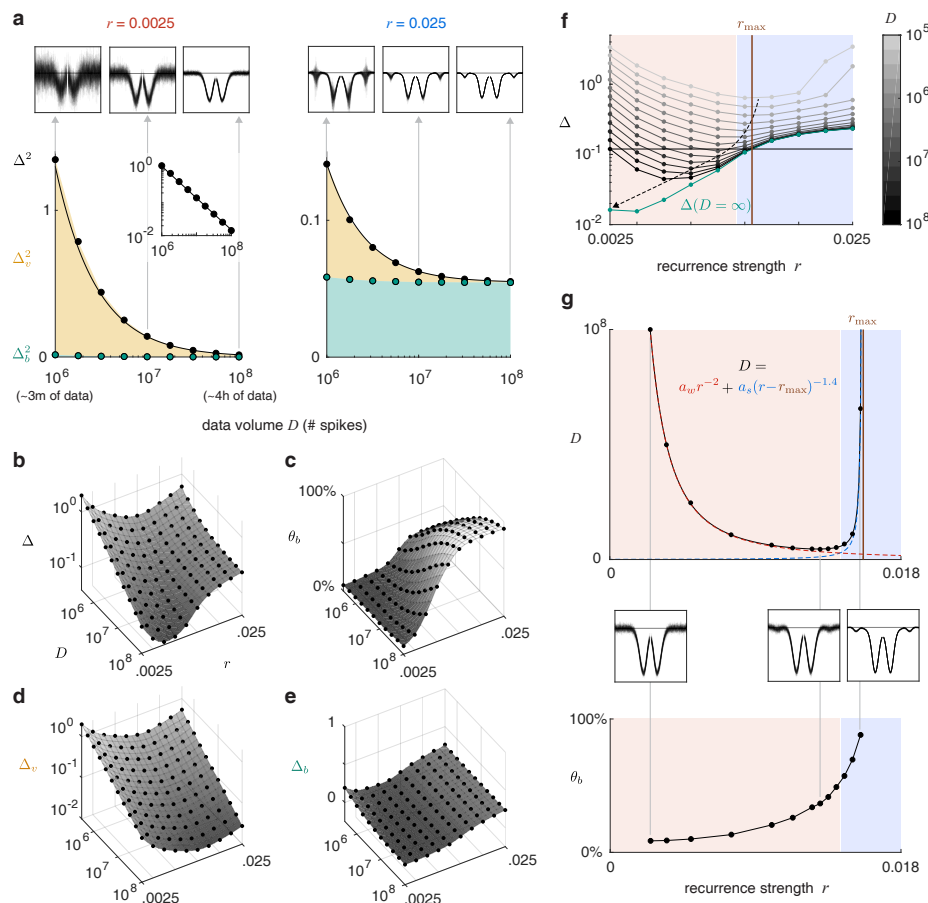 a
r = 0.0025
r = 0.025
Δ²
1
Δ_v²
Δ_b²
0
10⁰
10⁻²
10⁶
10⁸
10⁶
10⁷
10⁸
(~3m of data)
(~4h of data)
0.1
0
10⁶
10⁷
10⁸
data volume D (# spikes)
b
Δ
10⁰
10⁻¹
10⁶
10⁷
10⁸
D
r
.0025
.025
c
θ_b
100%
0%
10⁶
10⁷
10⁸
.0025
.025
d
Δ_v
10⁰
10⁻¹
10⁻²
10⁶
10⁷
10⁸
.0025
.025
e
Δ_b
1
0
10⁶
10⁷
10⁸
.0025
.025
f
r_max
D
Δ
10⁰
10⁻¹
10⁻²
Δ(D = ∞)
0.0025
0.025
recurrence strength r
10⁵
10⁶
10⁷
10⁸
g
r_max
10⁸
D =
a_w r⁻² + a_s(r−r_max)⁻¹·⁴
D
0
0
0.018
100%
θ_b
0%
0
0.018
recurrence strength r